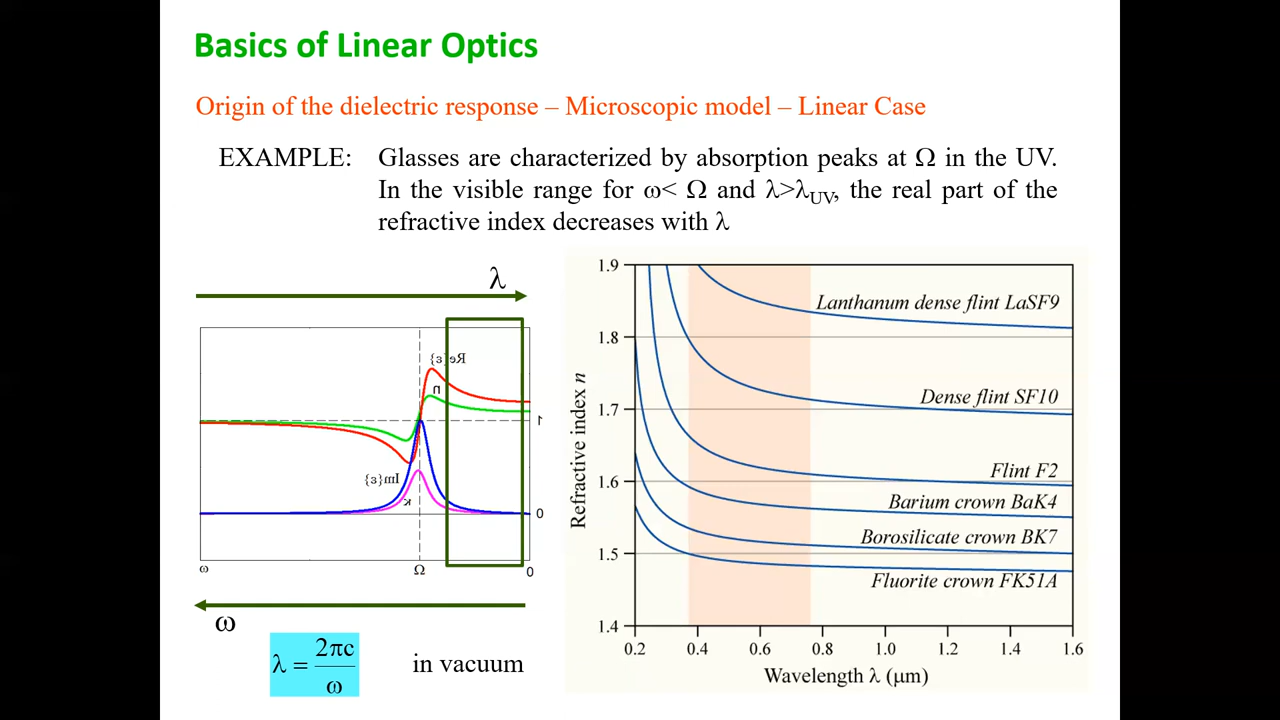 Basics of Linear Optics
Origin of the dielectric response – Microscopic model – Linear Case
EXAMPLE: Glasses are characterized by absorption peaks at Ω in the UV.
In the visible range for ω< Ω and λ>λUV, the real part of the
refractive index decreases with λ
λ
Re{ε}
n
1
Im{ε}
κ
0
ω
Ω
0
ω
λ = 2πc / ω
in vacuum
1.9
1.8
1.7
1.6
1.5
1.4
Refractive index n
Lanthanum dense flint LaSF9
Dense flint SF10
Flint F2
Barium crown BaK4
Borosilicate crown BK7
Fluorite crown FK51A
0.2 0.4 0.6 0.8 1.0 1.2 1.4 1.6
Wavelength λ (μm)